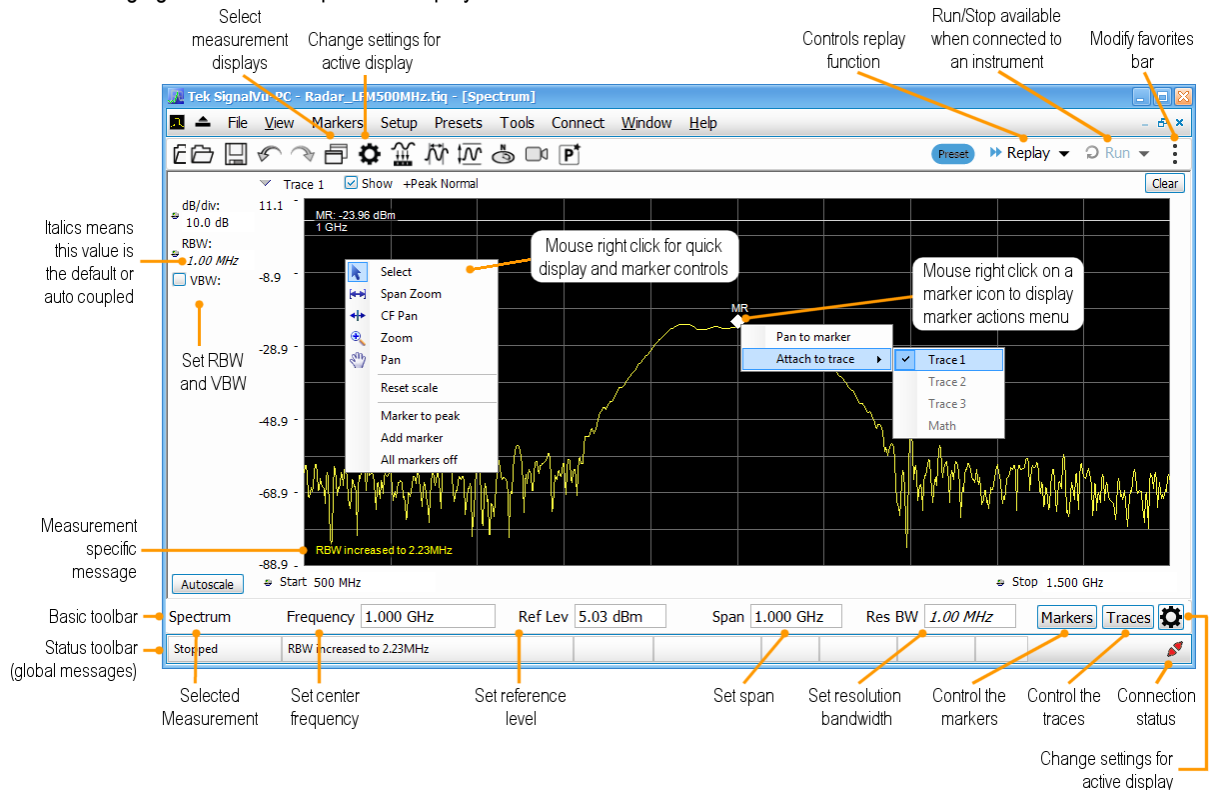 Select
measurement
displays
Change settings for
active display
Controls replay
function
Run/Stop available
when connected to
an instrument
Modify favorites
bar
Tek SignalVu-PC - Radar_LFM500MHz.tiq - [Spectrum]
File View Markers Setup Presets Tools Connect Window Help
Preset Replay Run
Trace 1 Show +Peak Normal
Clear
dB/div:
10.0 dB
RBW:
1.00 MHz
VBW:
11.1
-8.9
-28.9
-48.9
-68.9
-88.9
MR: -23.96 dBm
1 GHz
Italics means
this value is
the default or
auto coupled
Set RBW
and VBW
Select
Span Zoom
CF Pan
Zoom
Pan
Reset scale
Marker to peak
Add marker
All markers off
Mouse right click for quick
display and marker controls
Mouse right click on a
marker icon to display
marker actions menu
MR
Pan to marker
Attach to trace
Trace 1
Trace 2
Trace 3
Math
Measurement
specific
message
RBW increased to 2.23MHz
Autoscale
Start 500 MHz
Stop 1.500 GHz
Basic toolbar
Spectrum Frequency 1.000 GHz Ref Lev 5.03 dBm Span 1.000 GHz Res BW 1.00 MHz Markers Traces
Status toolbar
(global messages)
Stopped RBW increased to 2.23MHz
Selected
Measurement
Set center
frequency
Set reference
level
Set span
Set resolution
bandwidth
Control the
markers
Control the
traces
Connection
status
Change settings for
active display